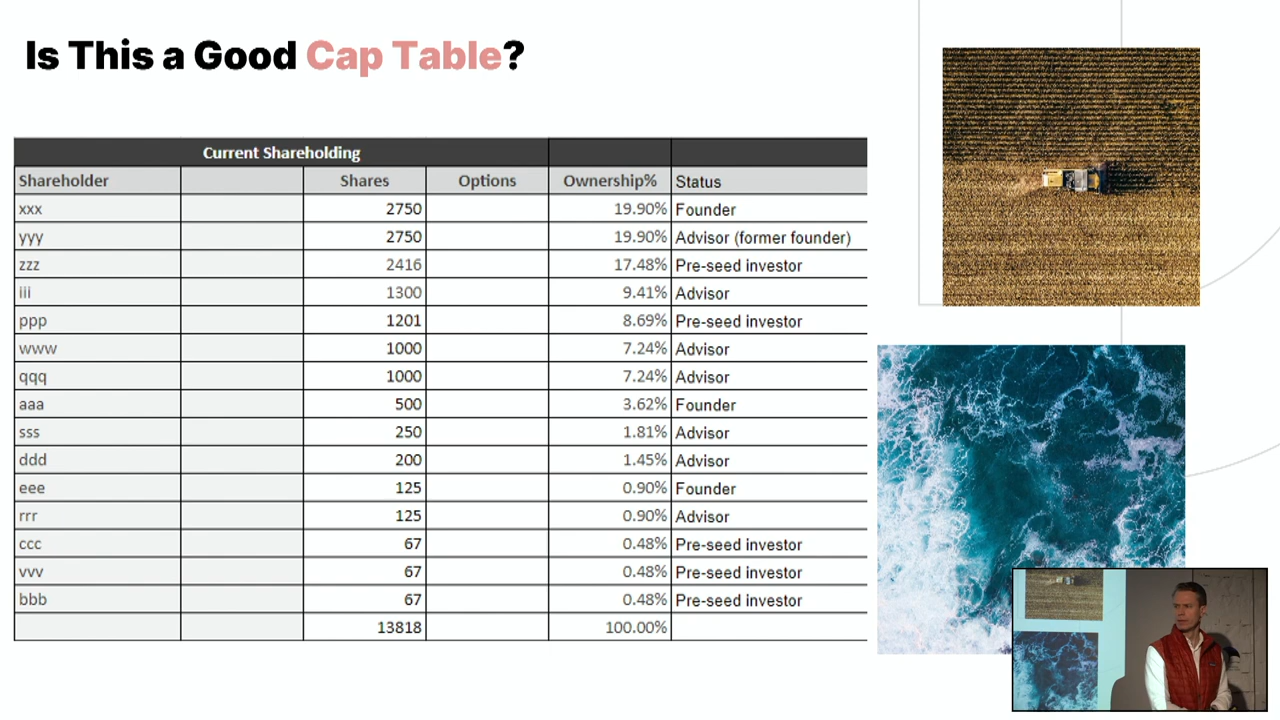 Is This a Good Cap Table?
Current Shareholding
Shareholder Shares Options Ownership% Status
xxx 2750 19.90% Founder
yyy 2750 19.90% Advisor (former founder)
zzz 2416 17.48% Pre-seed investor
iii 1300 9.41% Advisor
ppp 1201 8.69% Pre-seed investor
www 1000 7.24% Advisor
qqq 1000 7.24% Advisor
aaa 500 3.62% Founder
sss 250 1.81% Advisor
ddd 200 1.45% Advisor
eee 125 0.90% Founder
rrr 125 0.90% Advisor
ccc 67 0.48% Pre-seed investor
vvv 67 0.48% Pre-seed investor
bbb 67 0.48% Pre-seed investor
13818 100.00%